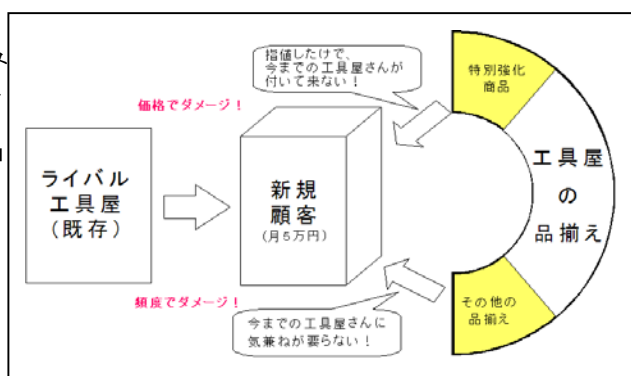 指値したけで、
今までの工具屋さんが
付いて来ない！
特別強化
商品
価格でダメージ！
ライバル
工具屋
（既存）
新規
顧客
（月５万円）
工具屋
の
品揃え
頻度でダメージ！
その他の
品揃え
今までの工具屋さんに
気兼ねが要らない！